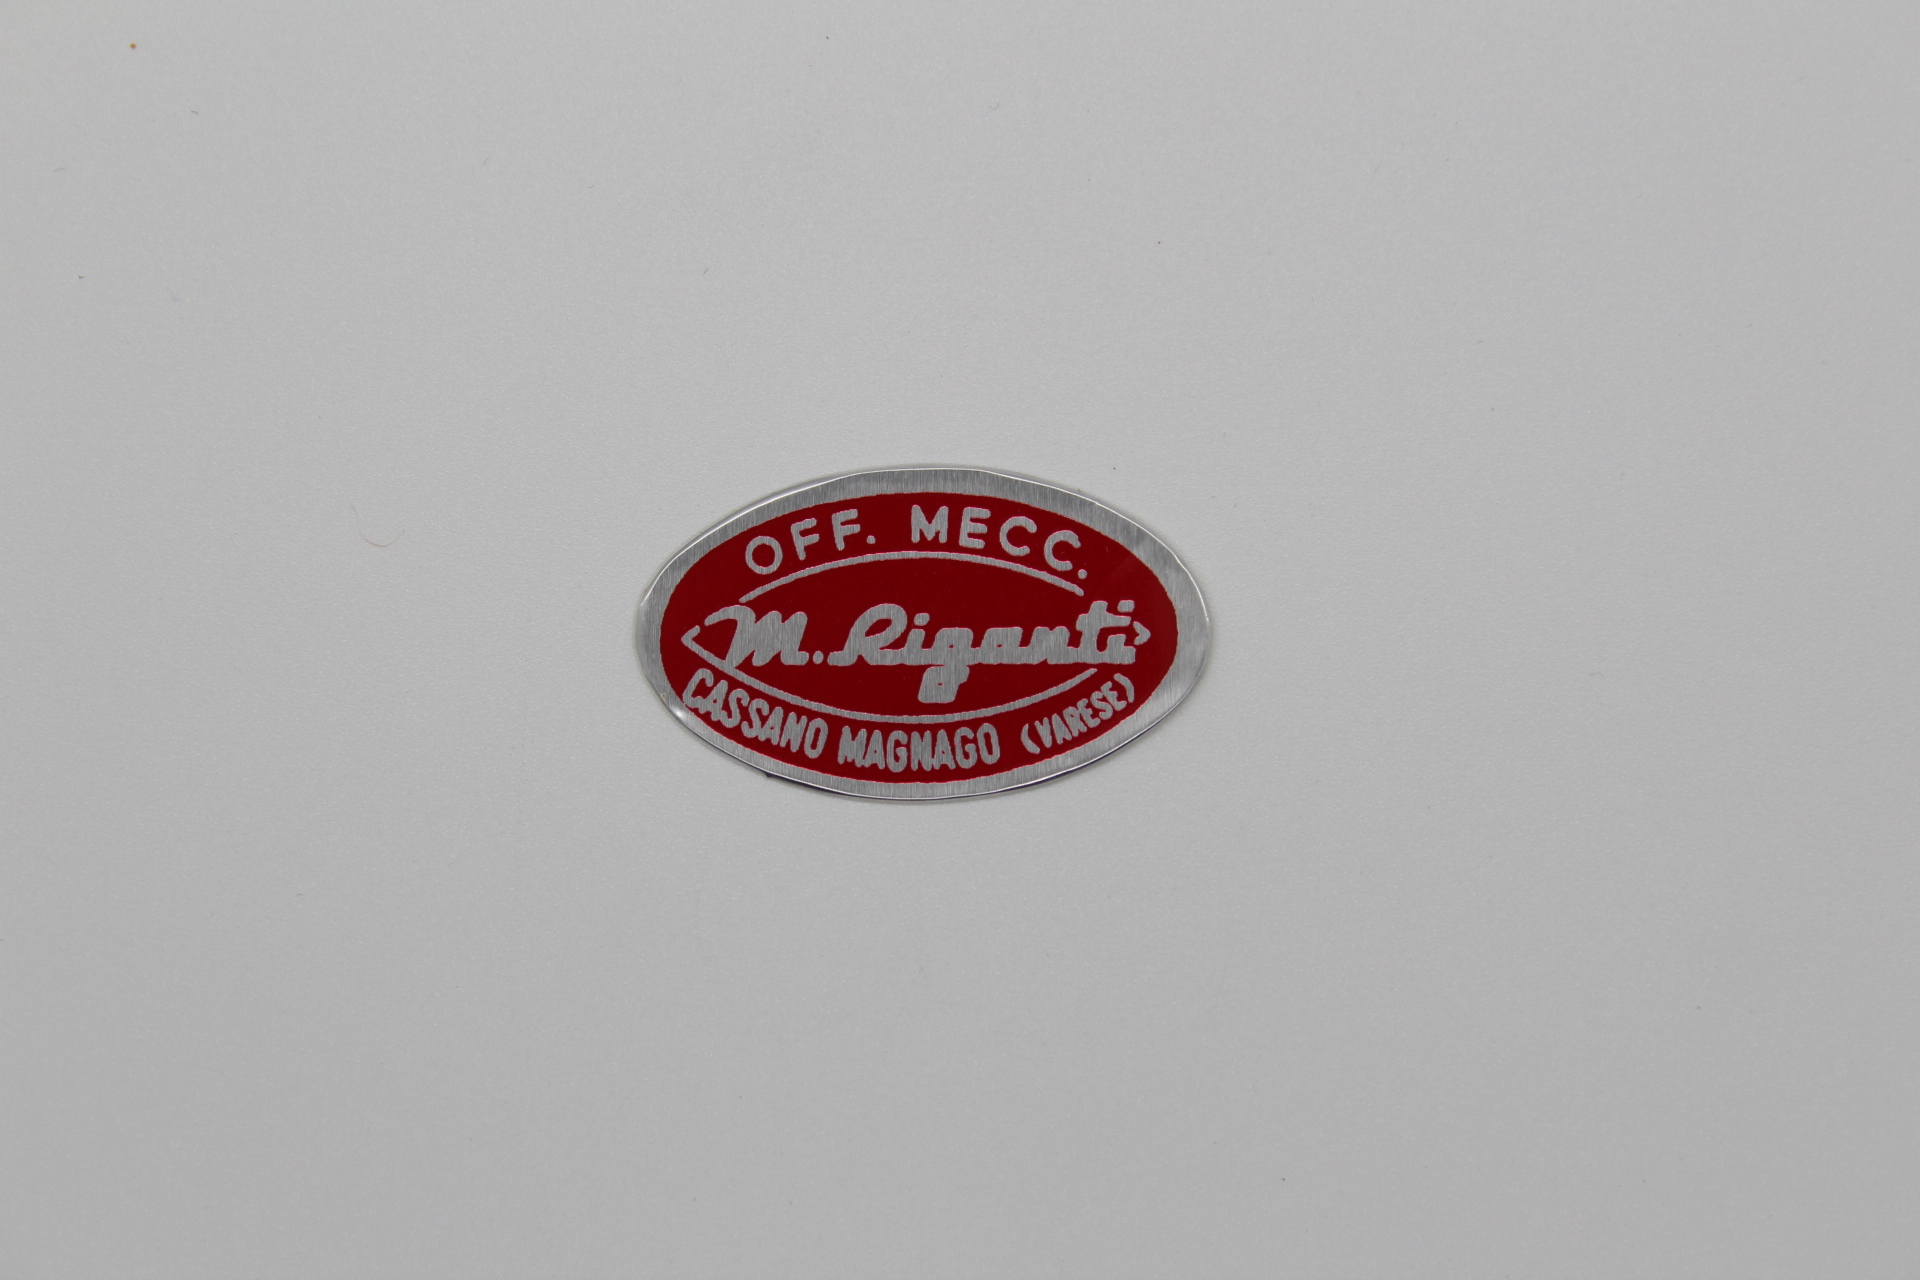 OFF. MECC.
M. Riganti
CASSANO MAGNAGO (VARESE)